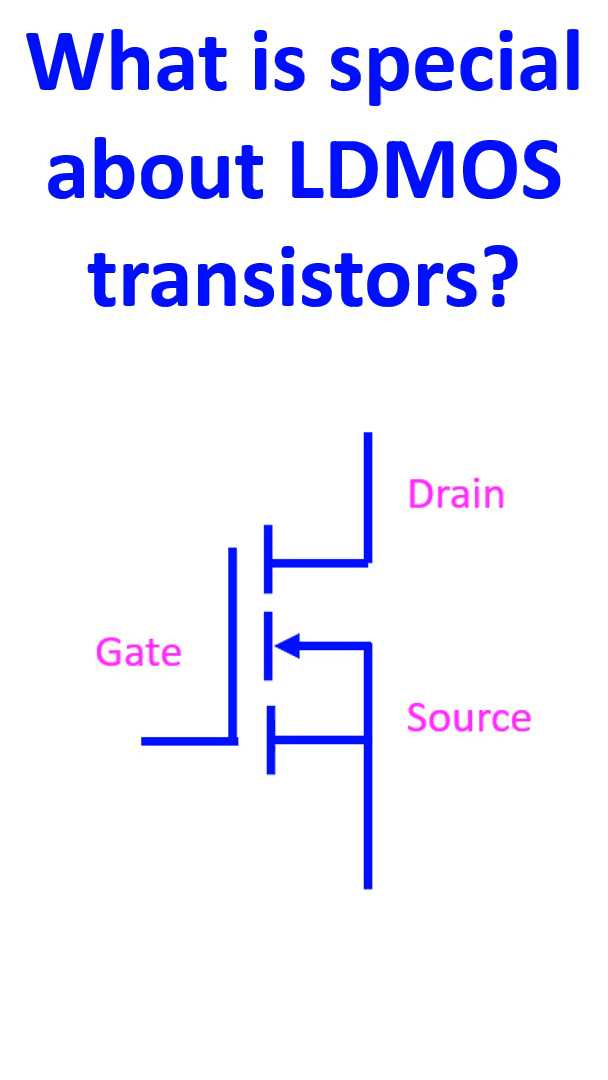 What is special
about LDMOS
transistors?
Drain
Gate
Source